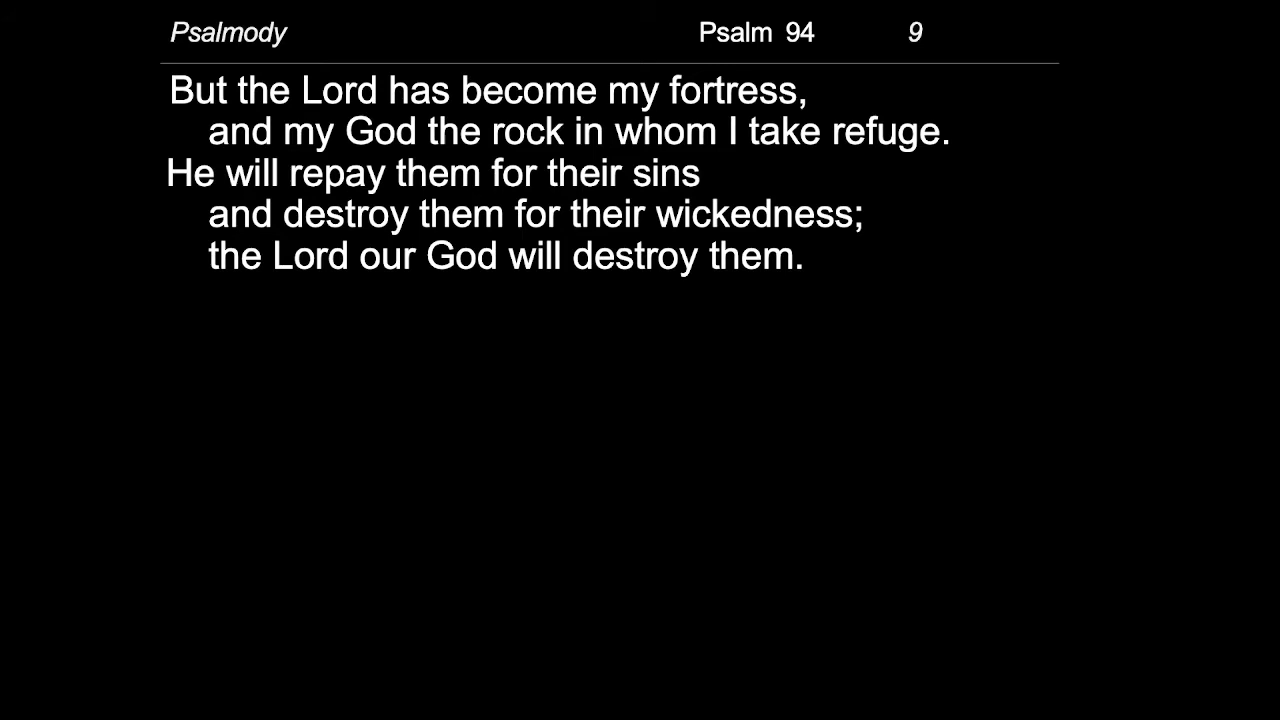 Psalmody Psalm 94 9
But the Lord has become my fortress,
and my God the rock in whom I take refuge.
He will repay them for their sins
and destroy them for their wickedness;
the Lord our God will destroy them.